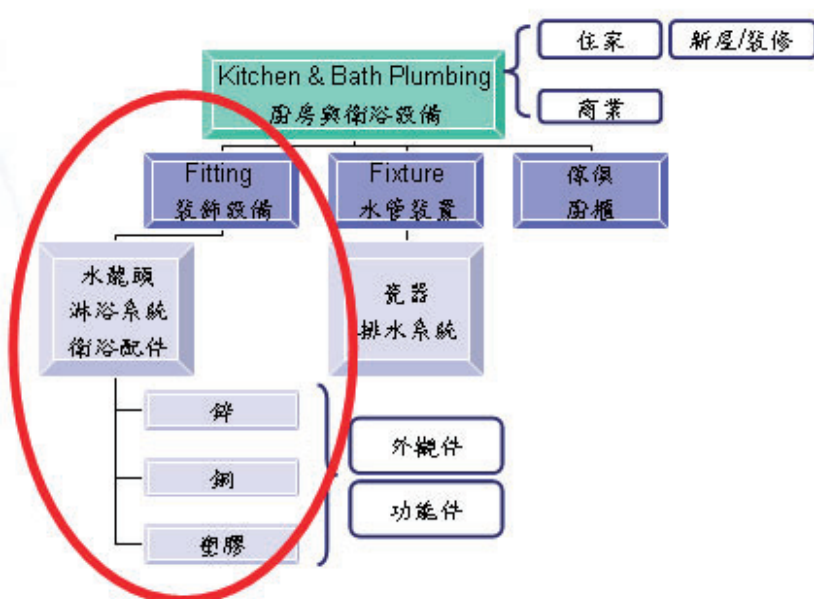 住家
新屋/裝修
Kitchen & Bath Plumbing
廚房與衛浴設備
商業
Fitting
裝飾設備
Fixture
水管裝置
傢俱
廚櫃
水龍頭
淋浴系統
衛浴配件
瓷器
排水系統
鋅
銅
塑膠
外觀件
功能件